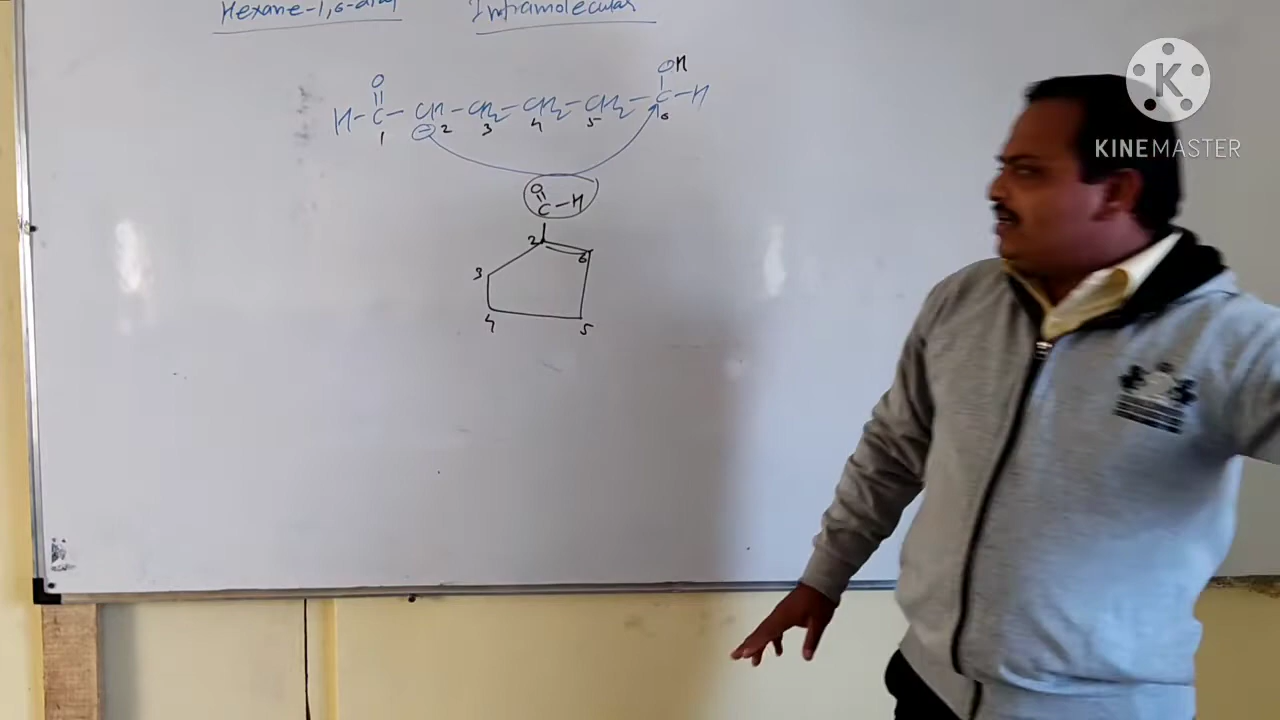 Hexane-1,6-dial Intramolecular
O OH
H-C-CH-CH2-CH2-CH2-C-H
1 ⊖ 2 3 4 5 6
O
C-H
2
6
3
4 5
K
KINEMASTER